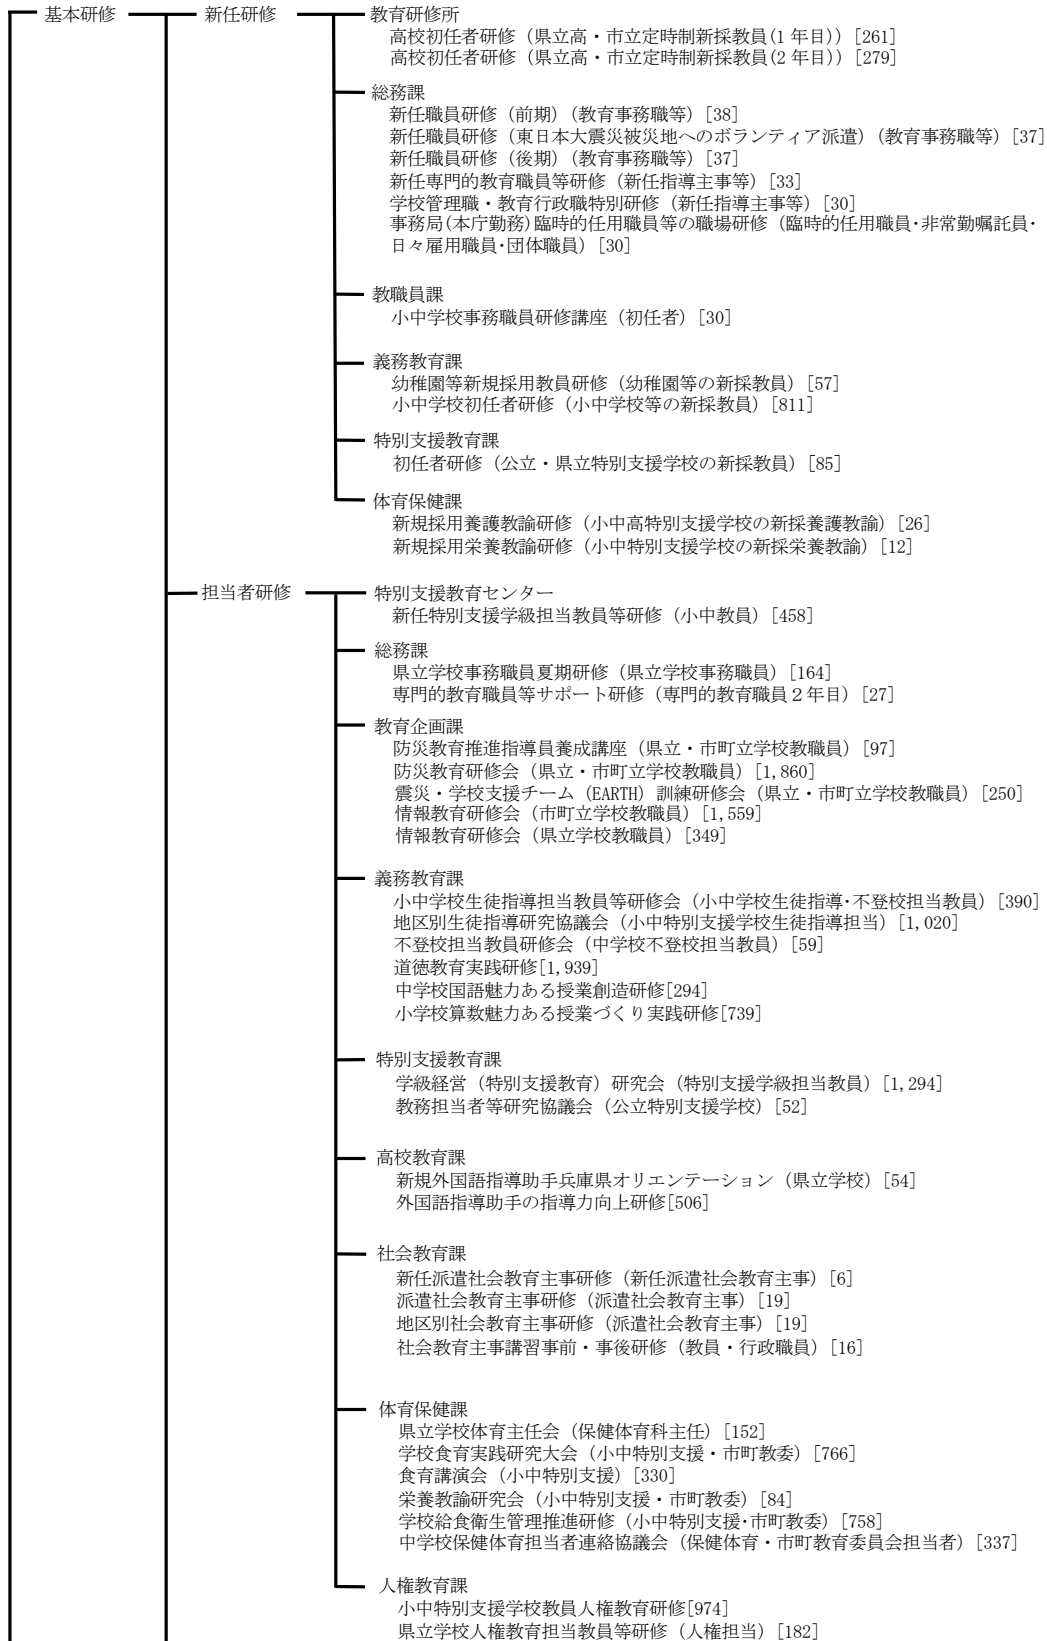 基本研修 新任研修 教育研修所
高校初任者研修（県立高・市立定時制新採教員(1年目)）[261]
高校初任者研修（県立高・市立定時制新採教員(2年目)）[279]
総務課
新任職員研修（前期）(教育事務職等）[38]
新任職員研修（東日本大震災被災地へのボランティア派遣）(教育事務職等）[37]
新任職員研修（後期）(教育事務職等）[37]
新任専門的教育職員等研修（新任指導主事等）[33]
学校管理職・教育行政職特別研修（新任指導主事等）[30]
事務局(本庁勤務)臨時的任用職員等の職場研修（臨時的任用職員･非常勤嘱託員･
日々雇用職員･団体職員）[30]
教職員課
小中学校事務職員研修講座（初任者）[30]
義務教育課
幼稚園等新規採用教員研修（幼稚園等の新採教員）[57]
小中学校初任者研修（小中学校等の新採教員）[811]
特別支援教育課
初任者研修（公立・県立特別支援学校の新採教員）[85]
体育保健課
新規採用養護教諭研修（小中高特別支援学校の新採養護教諭）[26]
新規採用栄養教諭研修（小中特別支援学校の新採栄養教諭）[12]
担当者研修 特別支援教育センター
新任特別支援学級担当教員等研修（小中教員）[458]
総務課
県立学校事務職員夏期研修（県立学校事務職員）[164]
専門的教育職員等サポート研修（専門的教育職員２年目）[27]
教育企画課
防災教育推進指導員養成講座（県立・市町立学校教職員）[97]
防災教育研修会（県立・市町立学校教職員）[1,860]
震災・学校支援チーム（EARTH）訓練研修会（県立・市町立学校教職員）[250]
情報教育研修会（市町立学校教職員）[1,559]
情報教育研修会（県立学校教職員）[349]
義務教育課
小中学校生徒指導担当教員等研修会（小中学校生徒指導･不登校担当教員）[390]
地区別生徒指導研究協議会（小中特別支援学校生徒指導担当）[1,020]
不登校担当教員研修会（中学校不登校担当教員）[59]
道徳教育実践研修[1,939]
中学校国語魅力ある授業創造研修[294]
小学校算数魅力ある授業づくり実践研修[739]
特別支援教育課
学級経営（特別支援教育）研究会（特別支援学級担当教員）[1,294]
教務担当者等研究協議会（公立特別支援学校）[52]
高校教育課
新規外国語指導助手兵庫県オリエンテーション（県立学校）[54]
外国語指導助手の指導力向上研修[506]
社会教育課
新任派遣社会教育主事研修（新任派遣社会教育主事）[6]
派遣社会教育主事研修（派遣社会教育主事）[19]
地区別社会教育主事研修（派遣社会教育主事）[19]
社会教育主事講習事前・事後研修（教員・行政職員）[16]
体育保健課
県立学校体育主任会（保健体育科主任）[152]
学校食育実践研究大会（小中特別支援・市町教委）[766]
食育講演会（小中特別支援）[330]
栄養教諭研究会（小中特別支援・市町教委）[84]
学校給食衛生管理推進研修（小中特別支援･市町教委）[758]
中学校保健体育担当者連絡協議会（保健体育・市町教育委員会担当者）[337]
人権教育課
小中特別支援学校教員人権教育研修[974]
県立学校人権教育担当教員等研修（人権担当）[182]